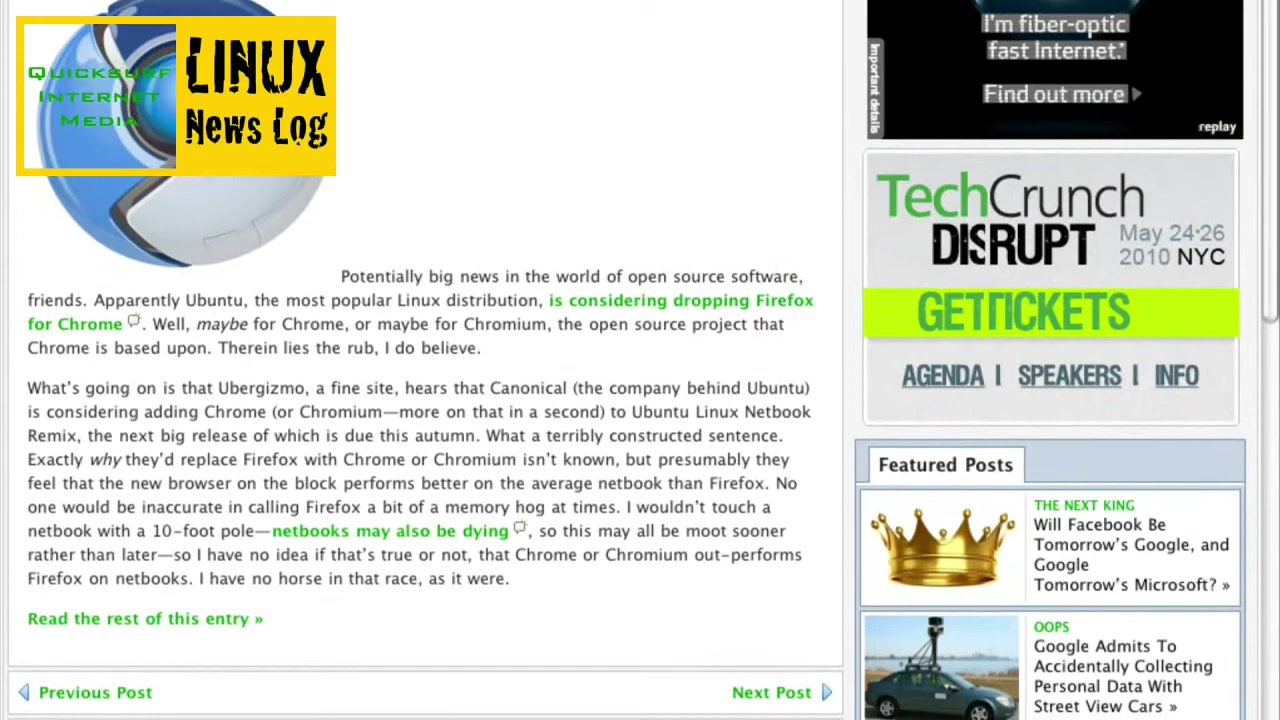 QUICKSURF
INTERNET
MEDIA
LINUX
News Log
Potentially big news in the world of open source software,
friends. Apparently Ubuntu, the most popular Linux distribution, is considering dropping Firefox
for Chrome. Well, maybe for Chrome, or maybe for Chromium, the open source project that
Chrome is based upon. Therein lies the rub, I do believe.
What's going on is that Ubergizmo, a fine site, hears that Canonical (the company behind Ubuntu)
is considering adding Chrome (or Chromium—more on that in a second) to Ubuntu Linux Netbook
Remix, the next big release of which is due this autumn. What a terribly constructed sentence.
Exactly why they'd replace Firefox with Chrome or Chromium isn't known, but presumably they
feel that the new browser on the block performs better on the average netbook than Firefox. No
one would be inaccurate in calling Firefox a bit of a memory hog at times. I wouldn't touch a
netbook with a 10-foot pole—netbooks may also be dying, so this may all be moot sooner
rather than later—so I have no idea if that's true or not, that Chrome or Chromium out-performs
Firefox on netbooks. I have no horse in that race, as it were.
Read the rest of this entry »
Previous Post
Next Post
I'm fiber-optic
fast Internet.*
Find out more
Important details
replay
TechCrunch
DISRUPT
May 24-26
2010 NYC
GET TICKETS
AGENDA | SPEAKERS | INFO
Featured Posts
THE NEXT KING
Will Facebook Be
Tomorrow's Google, and
Google
Tomorrow's Microsoft? »
OOPS
Google Admits To
Accidentally Collecting
Personal Data With
Street View Cars »